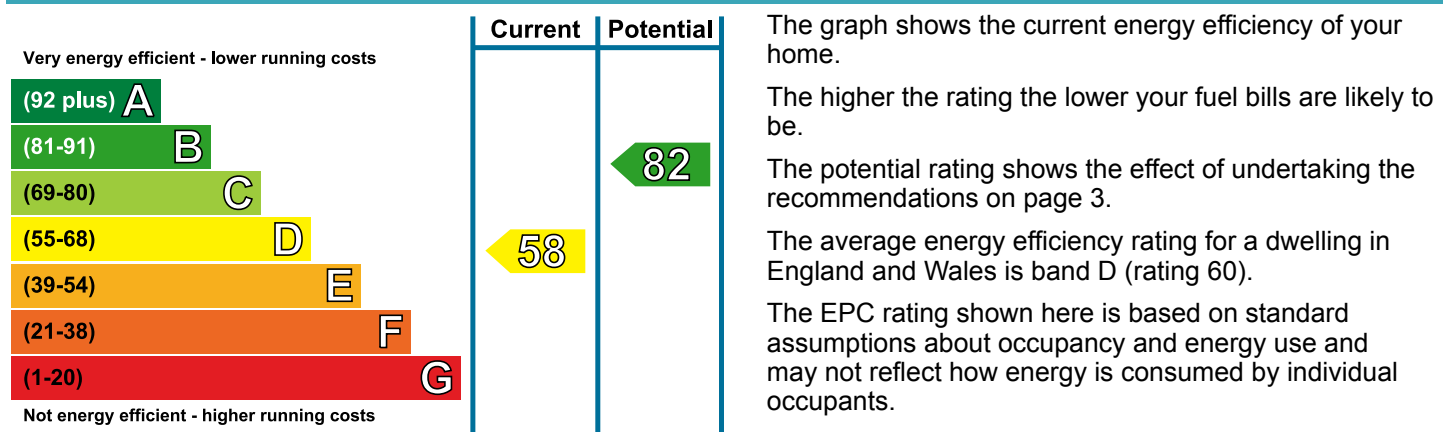 Current Potential
Very energy efficient - lower running costs
(92 plus) A
(81-91) B
(69-80) C
(55-68) D
(39-54) E
(21-38) F
(1-20) G
Not energy efficient - higher running costs
58
82
The graph shows the current energy efficiency of your
home.
The higher the rating the lower your fuel bills are likely to
be.
The potential rating shows the effect of undertaking the
recommendations on page 3.
The average energy efficiency rating for a dwelling in
England and Wales is band D (rating 60).
The EPC rating shown here is based on standard
assumptions about occupancy and energy use and
may not reflect how energy is consumed by individual
occupants.